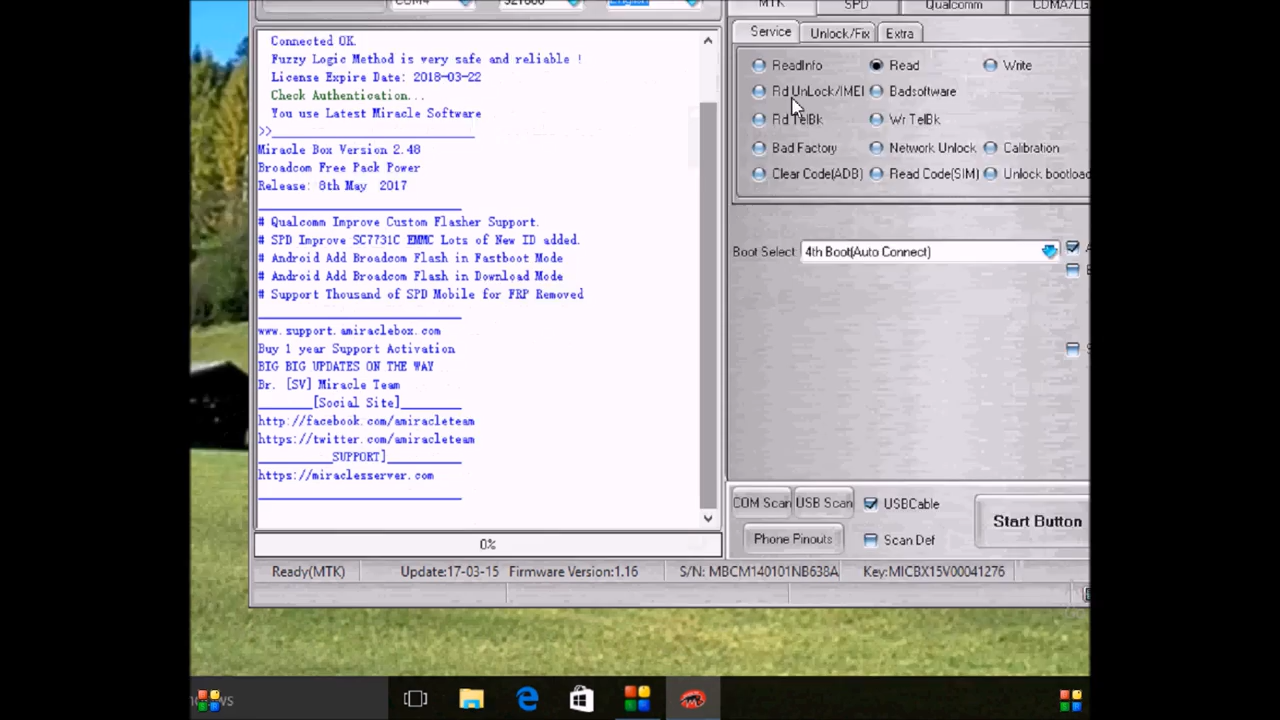 COM4
921600
English
Connected OK.
Fuzzy Logic Method is very safe and reliable !
License Expire Date: 2018-03-22
Check Authentication...
You use Latest Miracle Software
>>
Miracle Box Version 2.48
Broadcom Free Pack Power
Release: 8th May 2017
# Qualcomm Improve Custom Flasher Support.
# SPD Improve SC7731C EMMC Lots of New ID added.
# Android Add Broadcom Flash in Fastboot Mode
# Android Add Broadcom Flash in Download Mode
# Support Thousand of SPD Mobile for FRP Removed
www.support.amiraclebox.com
Buy 1 year Support Activation
BIG BIG UPDATES ON THE WAY
Br. [SV] Miracle Team
[Social Site]
http://facebook.com/amiracleteam
https://twitter.com/amiracleteam
SUPPORT]
https://miraclesserver.com
0%
Ready(MTK)
Update:17-03-15 Firmware Version:1.16
S/N: MBCM140101NB638A
Key:MICBX15V00041276
MTK
SPD
Qualcomm
CDMA/LG
Service
Unlock/Fix
Extra
ReadInfo
Read
Write
Rd UnLock/IMEI
Badsoftware
Rd TelBk
Wr TelBk
Bad Factory
Network Unlock
Calibration
Clear Code(ADB)
Read Code(SIM)
Unlock bootload
Boot Select
4th Boot(Auto Connect)
COM Scan
USB Scan
USBCable
Phone Pinouts
Scan Def
Start Button